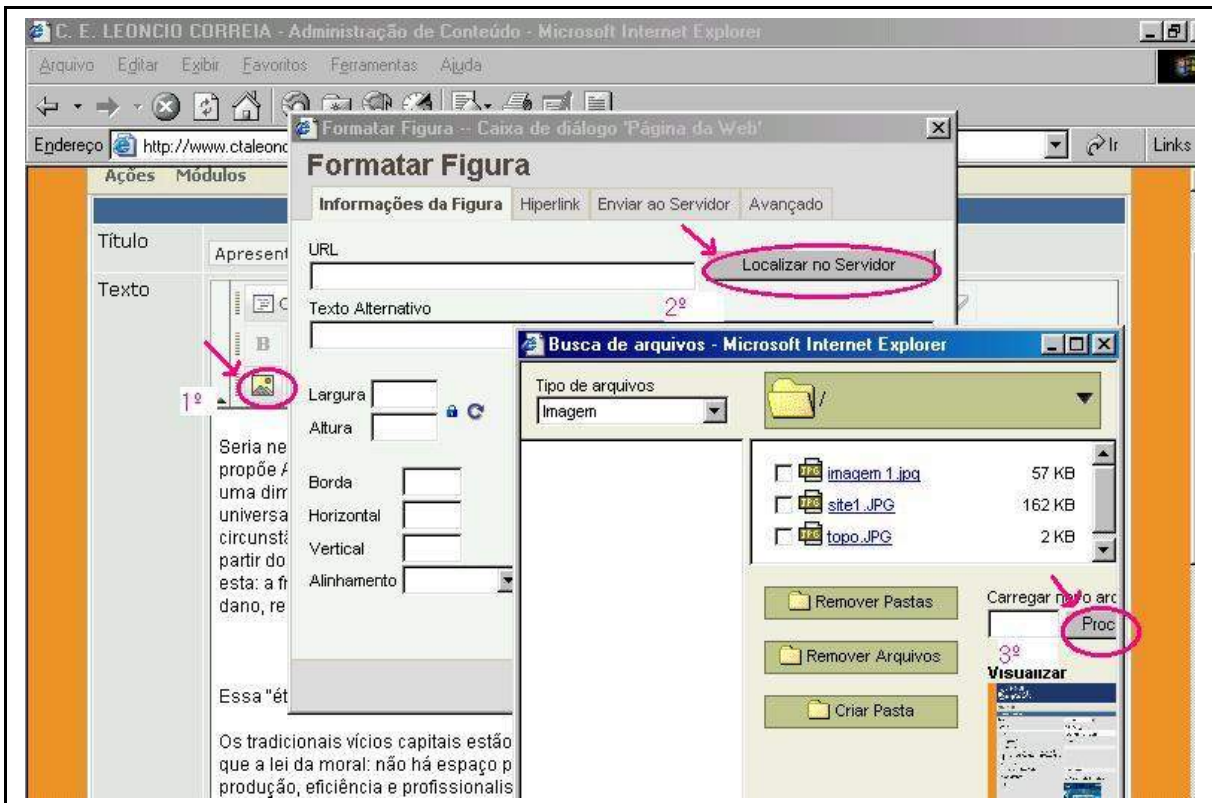 C. E. LEONCIO CORREIA - Administração de Conteúdo - Microsoft Internet Explorer
Arquivo Editar Exibir Favoritos Ferramentas Ajuda
Endereço http://www.ctaleonc Ir Links
Ações Módulos
Título
Apresent
Texto
B
1º
Formatar Figura -- Caixa de diálogo 'Página da Web'
Formatar Figura
Informações da Figura Hiperlink Enviar ao Servidor Avançado
URL
Localizar no Servidor
2º
Texto Alternativo
Largura
Altura
Borda
Horizontal
Vertical
Alinhamento
Busca de arquivos - Microsoft Internet Explorer
Tipo de arquivos
Imagem
/
imagem 1.jpg 57 KB
site1.JPG 162 KB
topo.JPG 2 KB
Remover Pastas
Remover Arquivos
Criar Pasta
Carregar novo arc
Proc
3º
Visualizar
Seria ne
propõe A
uma dim
universa
circunstâ
partir do
esta: a fr
dano, re
Essa "ét
Os tradicionais vícios capitais estão
que a lei da moral: não há espaço p
produção, eficiência e profissionalis